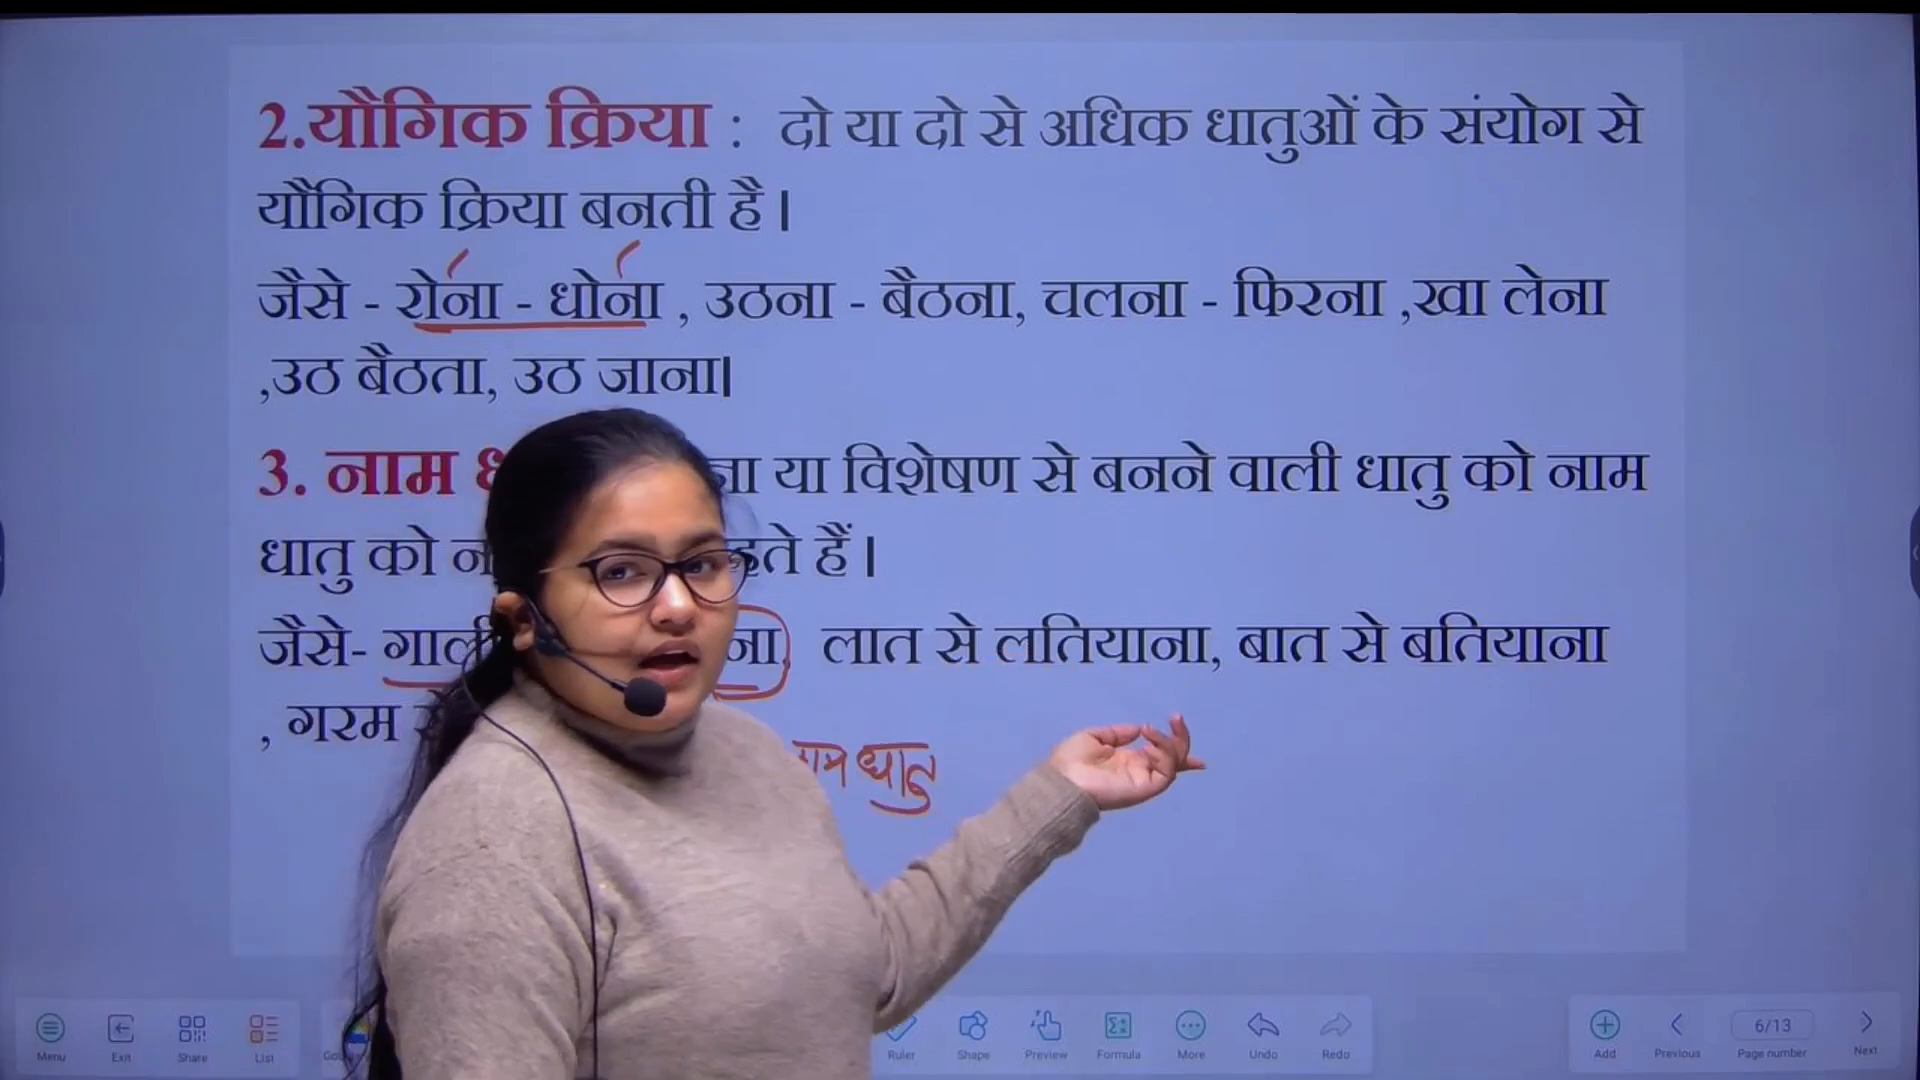 2.यौगिक क्रिया : दो या दो से अधिक धातुओं के संयोग से
यौगिक क्रिया बनती है।
जैसे - रोना - धोना , उठना - बैठना, चलना - फिरना ,खा लेना
,उठ बैठता, उठ जाना।
3. नाम या विशेषण से बनने वाली धातु को नाम
धातु को हैं।
जैसे- लात से लतियाना, बात से बतियाना
, गरम
धातु
Menu Exit Share List Ruler Shape Preview Formula More Undo Redo Add Previous 6/13 Page number Next